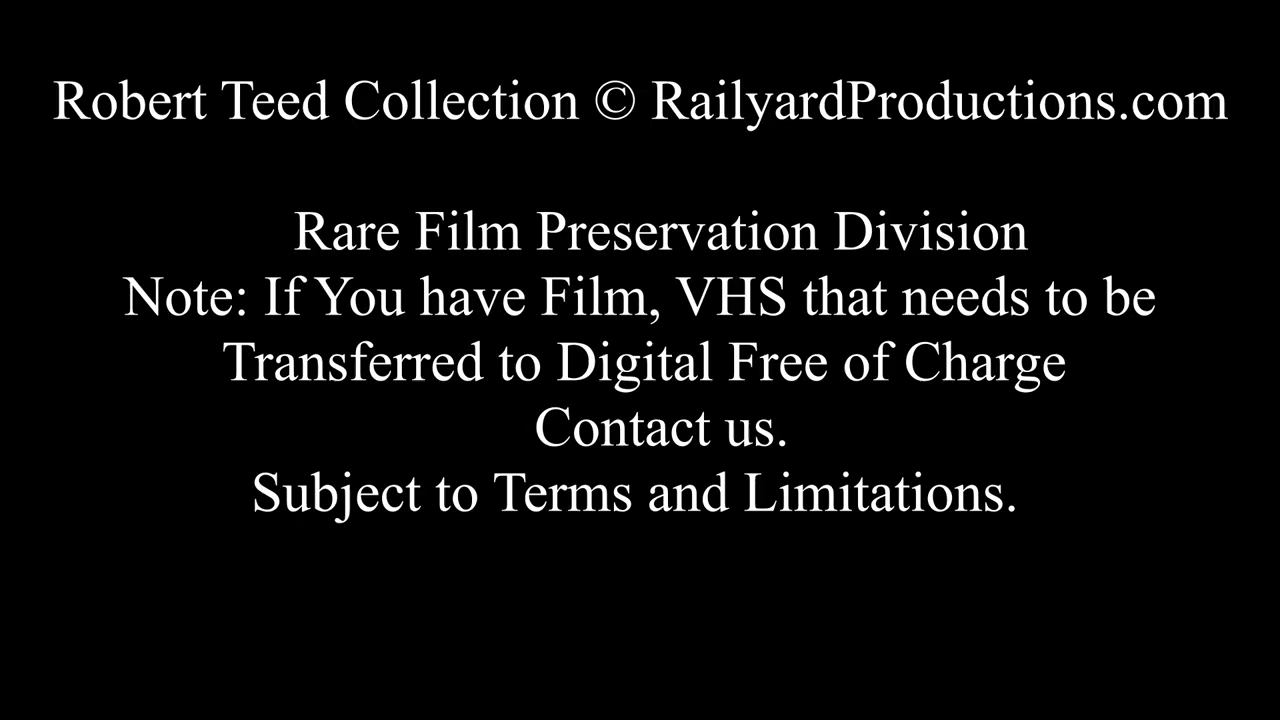 Robert Teed Collection © RailyardProductions.com
Rare Film Preservation Division
Note: If You have Film, VHS that needs to be
Transferred to Digital Free of Charge
Contact us.
Subject to Terms and Limitations.